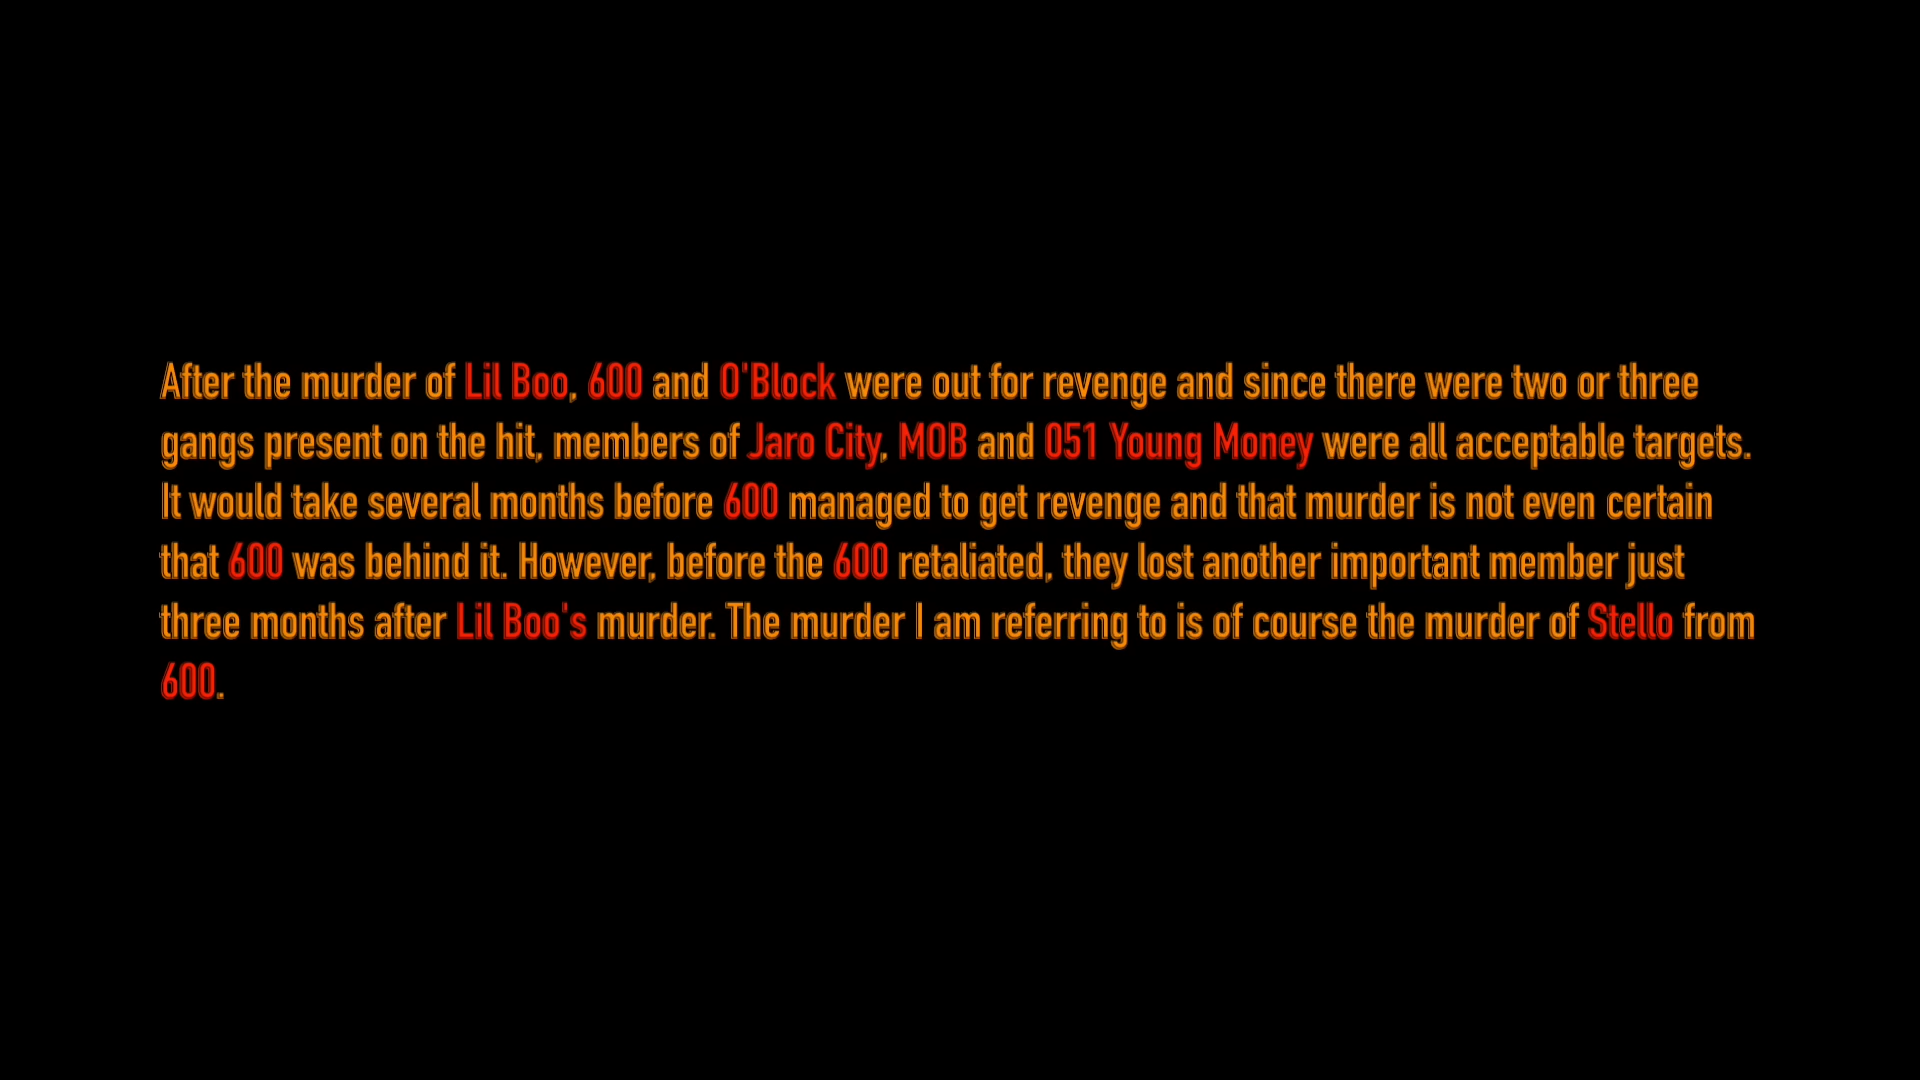 After the murder of Lil Boo, 600 and O'Block were out for revenge and since there were two or three
gangs present on the hit, members of Jaro City, MOB and 051 Young Money were all acceptable targets.
It would take several months before 600 managed to get revenge and that murder is not even certain
that 600 was behind it. However, before the 600 retaliated, they lost another important member just
three months after Lil Boo's murder. The murder I am referring to is of course the murder of Stello from
600.